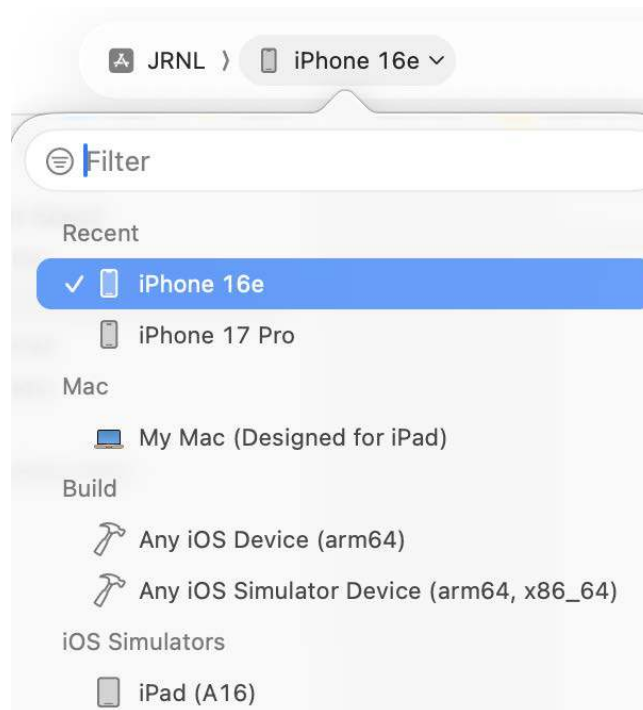 JRNL 〉 iPhone 16e
Filter
Recent
iPhone 16e
iPhone 17 Pro
Mac
My Mac (Designed for iPad)
Build
Any iOS Device (arm64)
Any iOS Simulator Device (arm64, x86_64)
iOS Simulators
iPad (A16)